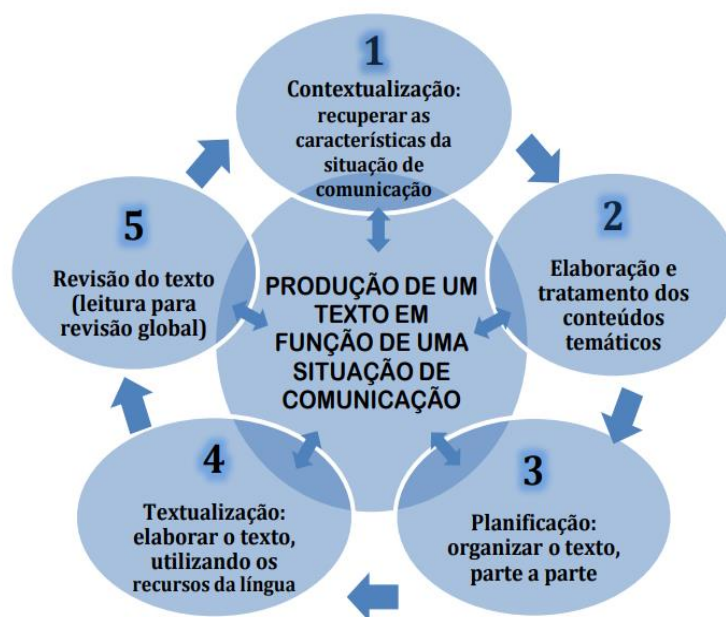 1
Contextualização:
recuperar as
características da
situação de
comunicação
2
Elaboração e
tratamento dos
conteúdos
temáticos
3
Planificação:
organizar o texto,
parte a parte
4
Textualização:
elaborar o texto,
utilizando os
recursos da língua
5
Revisão do texto
(leitura para
revisão global)
PRODUÇÃO DE UM
TEXTO EM
FUNÇÃO DE UMA
SITUAÇÃO DE
COMUNICAÇÃO